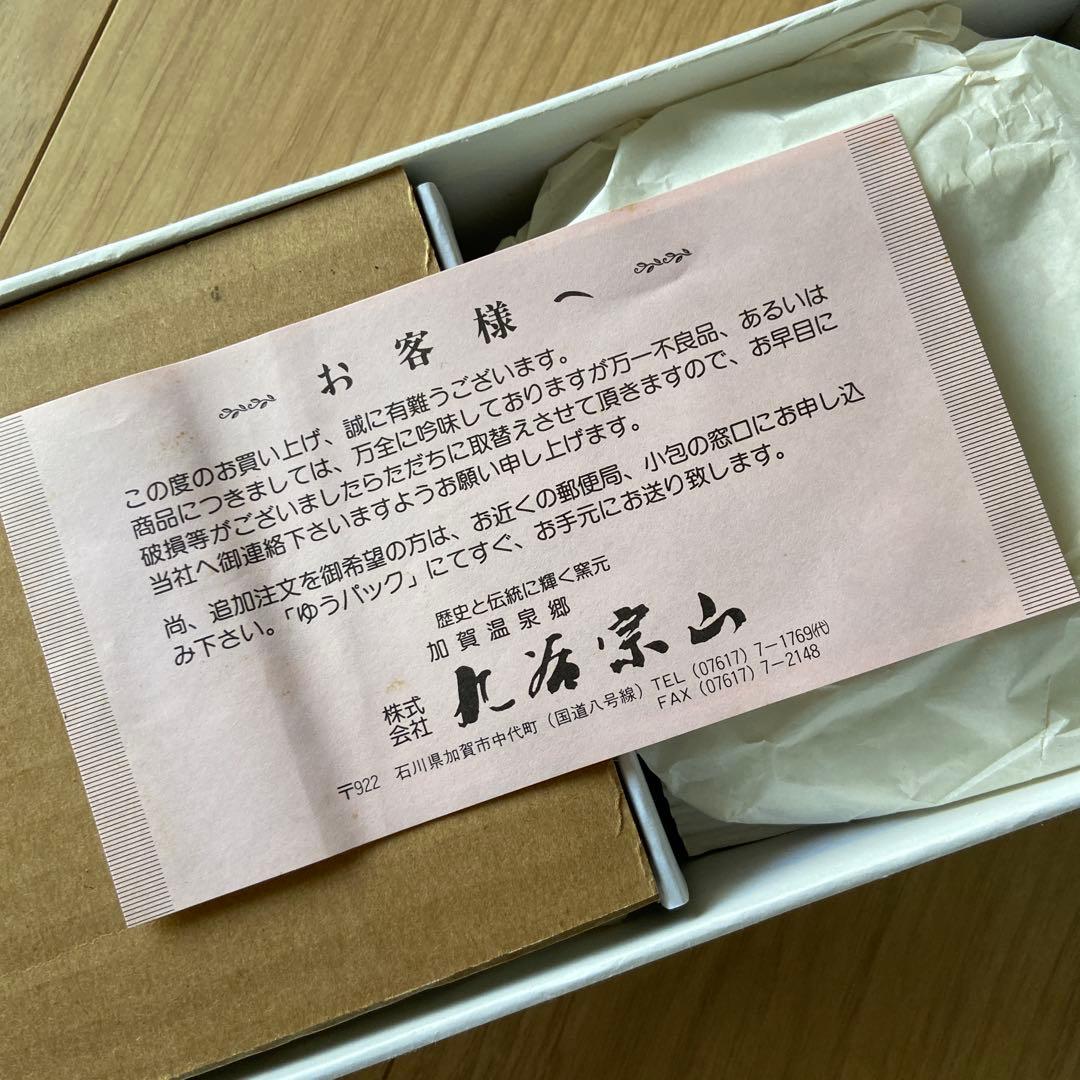 お客様へ
この度のお買い上げ、誠に有難うございます。
商品につきましては、万全に吟味しておりますが万一不良品、あるいは
破損等がございましたらただちに取替えさせて頂きますので、お早目に
当社へ御連絡下さいますようお願い申し上げます。
尚、追加注文を御希望の方は、お近くの郵便局、小包の窓口にお申し込
み下さい。「ゆうパック」にてすぐ、お手元にお送り致します。
歴史と伝統に輝く窯元
加賀温泉郷
株式会社 九谷宗山
〒922 石川県加賀市中代町(国道八号線) TEL (07617) 7-1769(代)
FAX (07617) 7-2148